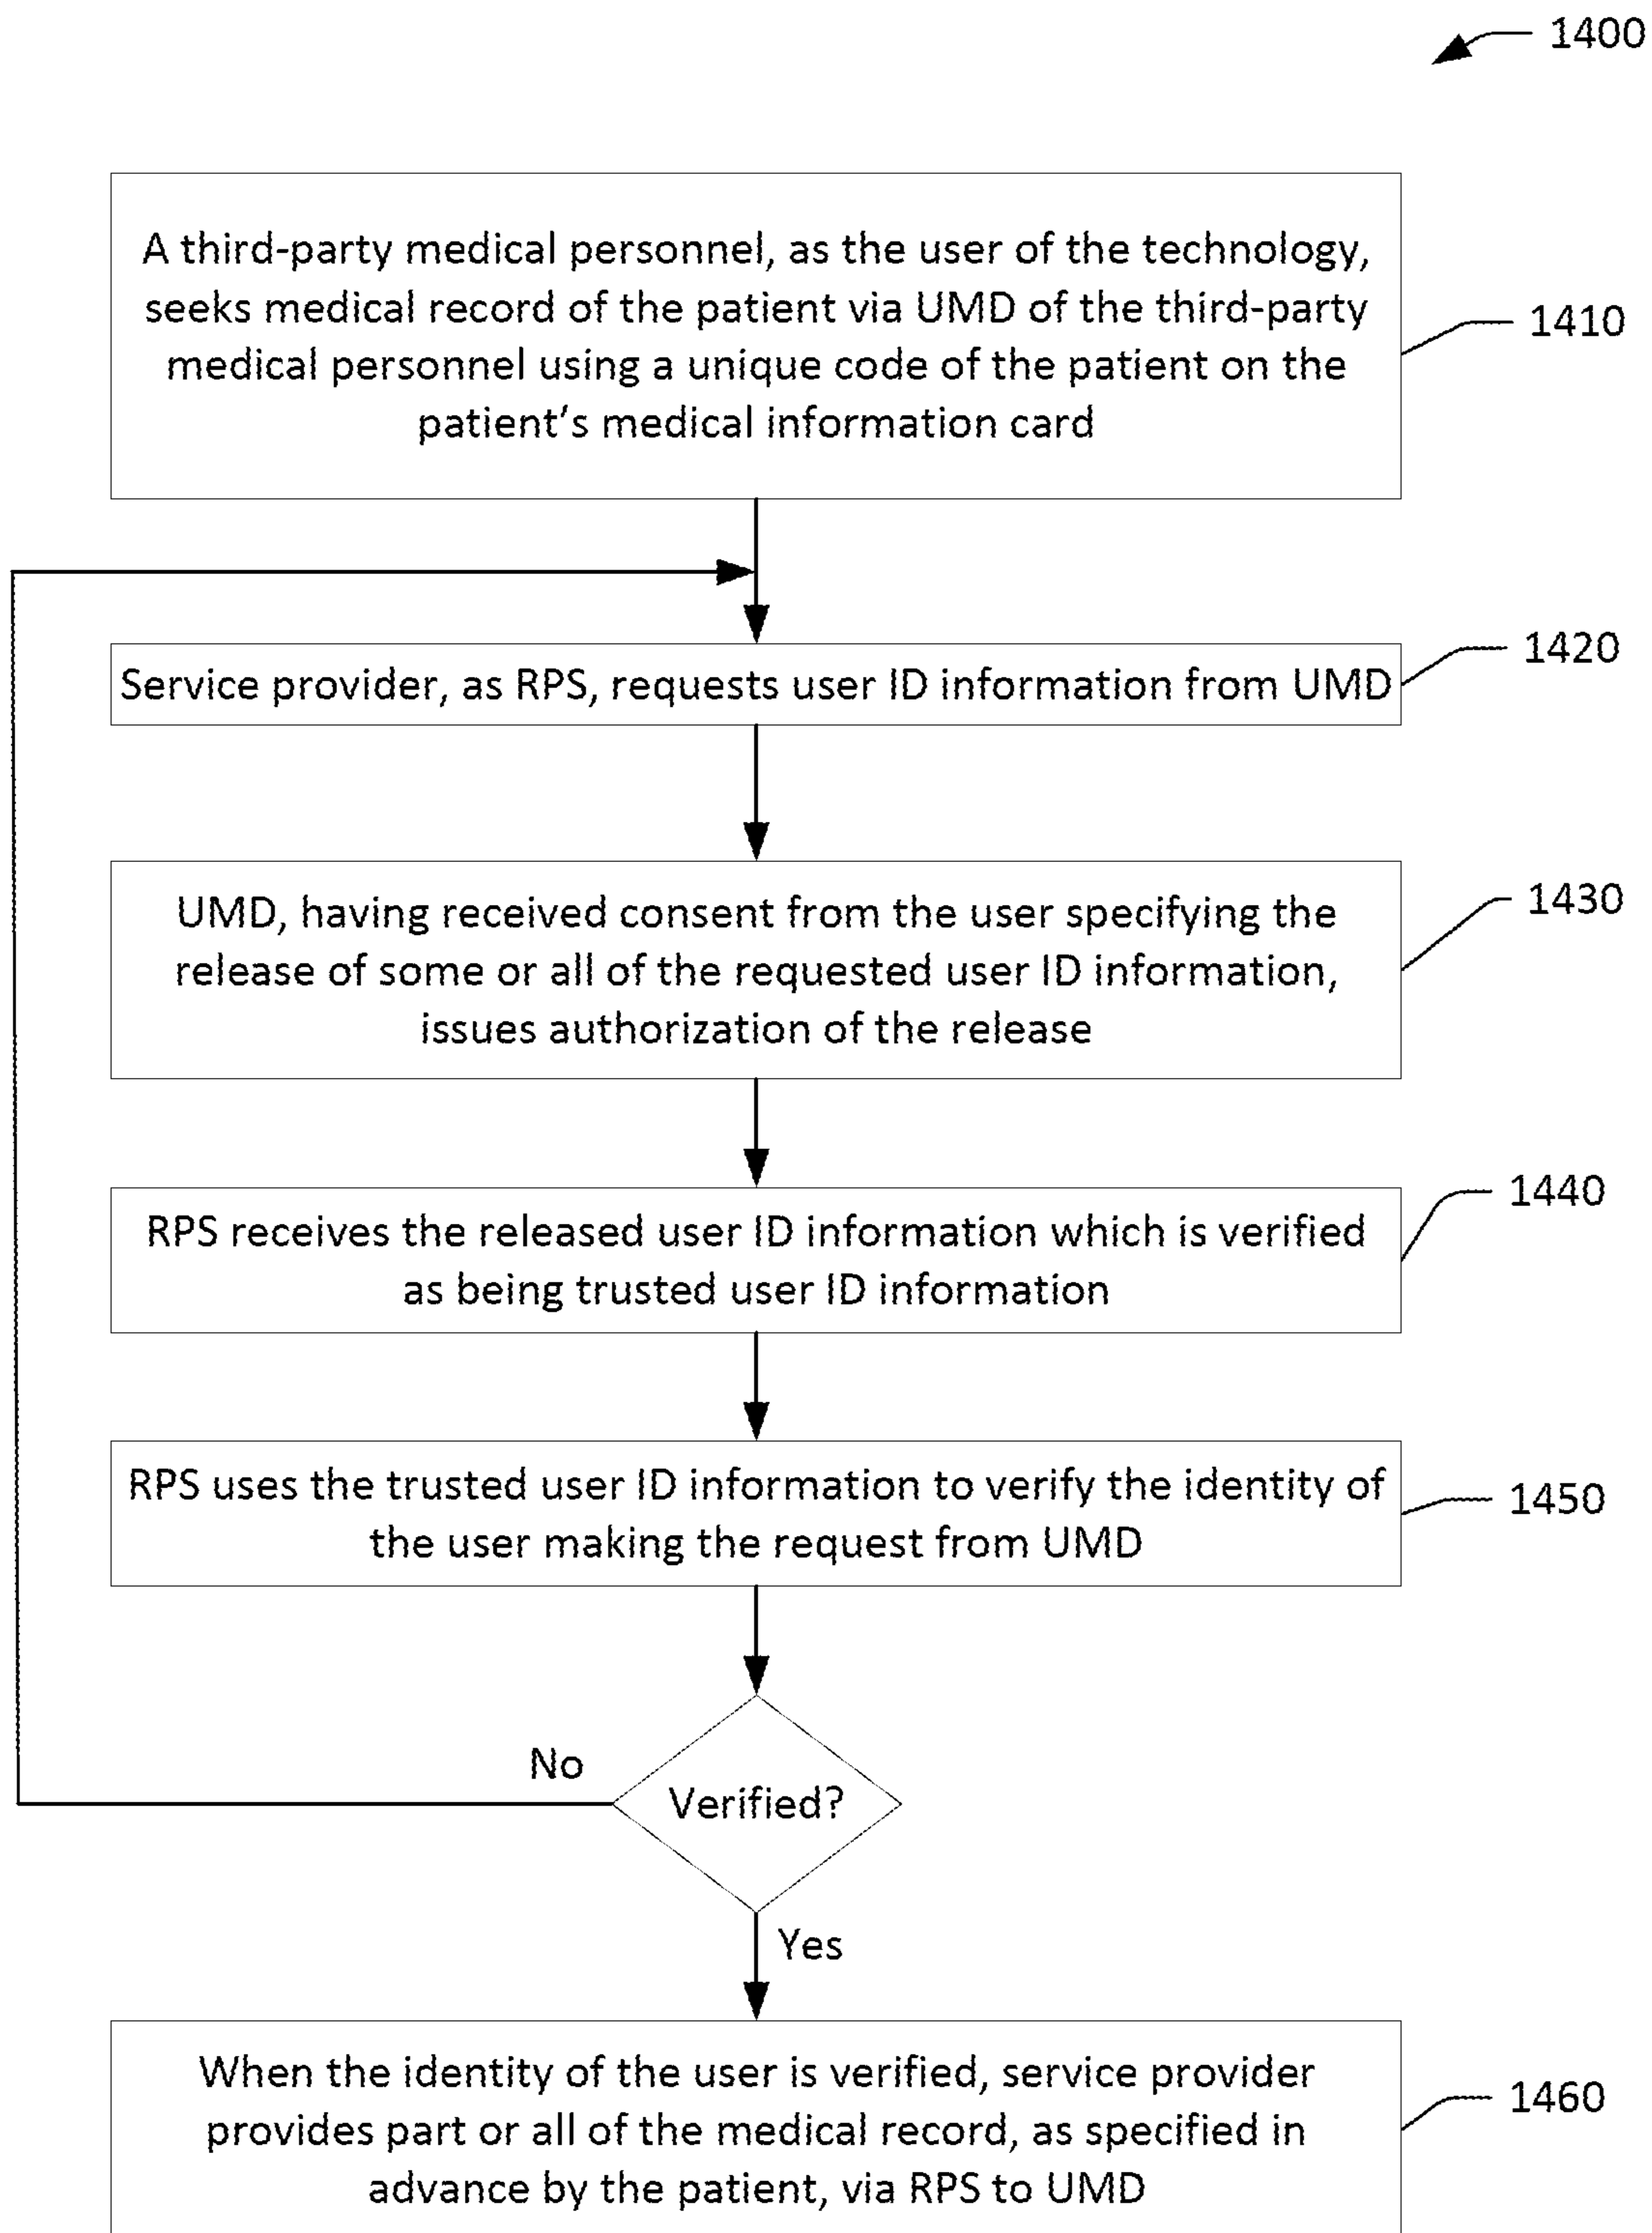 1400
A third-party medical personnel, as the user of the technology,
seeks medical record of the patient via UMD of the third-party
medical personnel using a unique code of the patient on the
patient's medical information card
1410
Service provider, as RPS, requests user ID information from UMD
1420
UMD, having received consent from the user specifying the
release of some or all of the requested user ID information,
issues authorization of the release
1430
RPS receives the released user ID information which is verified
as being trusted user ID information
1440
RPS uses the trusted user ID information to verify the identity of
the user making the request from UMD
1450
No
Verified?
Yes
When the identity of the user is verified, service provider
provides part or all of the medical record, as specified in
advance by the patient, via RPS to UMD
1460